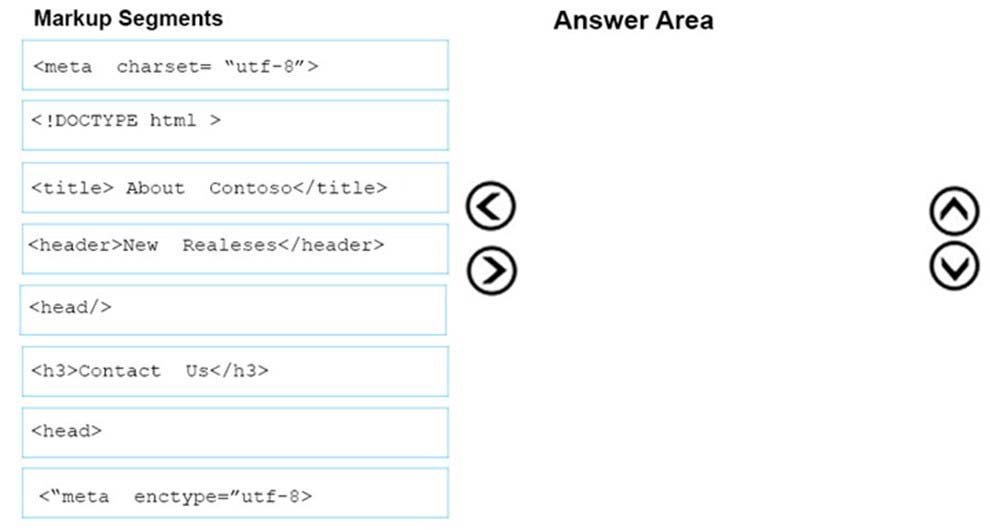 Markup Segments
Answer Area
<meta charset= “utf-8”>
<!DOCTYPE html >
<title> About Contoso</title>
<header>New Realeses</header>
<head/>
<h3>Contact Us</h3>
<head>
<“meta enctype=”utf-8>